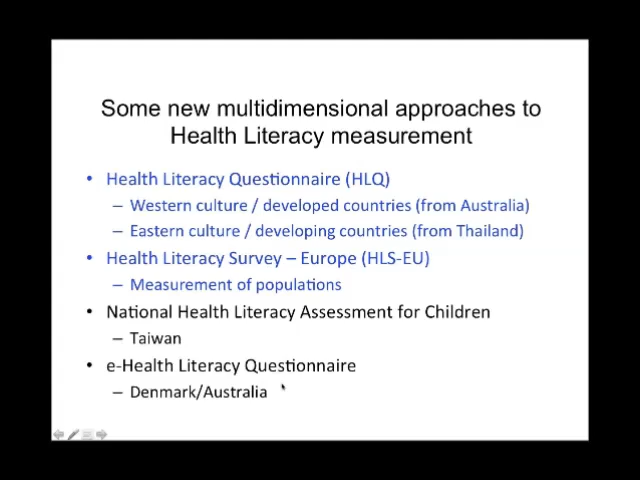 Some new multidimensional approaches to
Health Literacy measurement
• Health Literacy Questionnaire (HLQ)
– Western culture / developed countries (from Australia)
– Eastern culture / developing countries (from Thailand)
• Health Literacy Survey – Europe (HLS-EU)
– Measurement of populations
• National Health Literacy Assessment for Children
– Taiwan
• e-Health Literacy Questionnaire
– Denmark/Australia